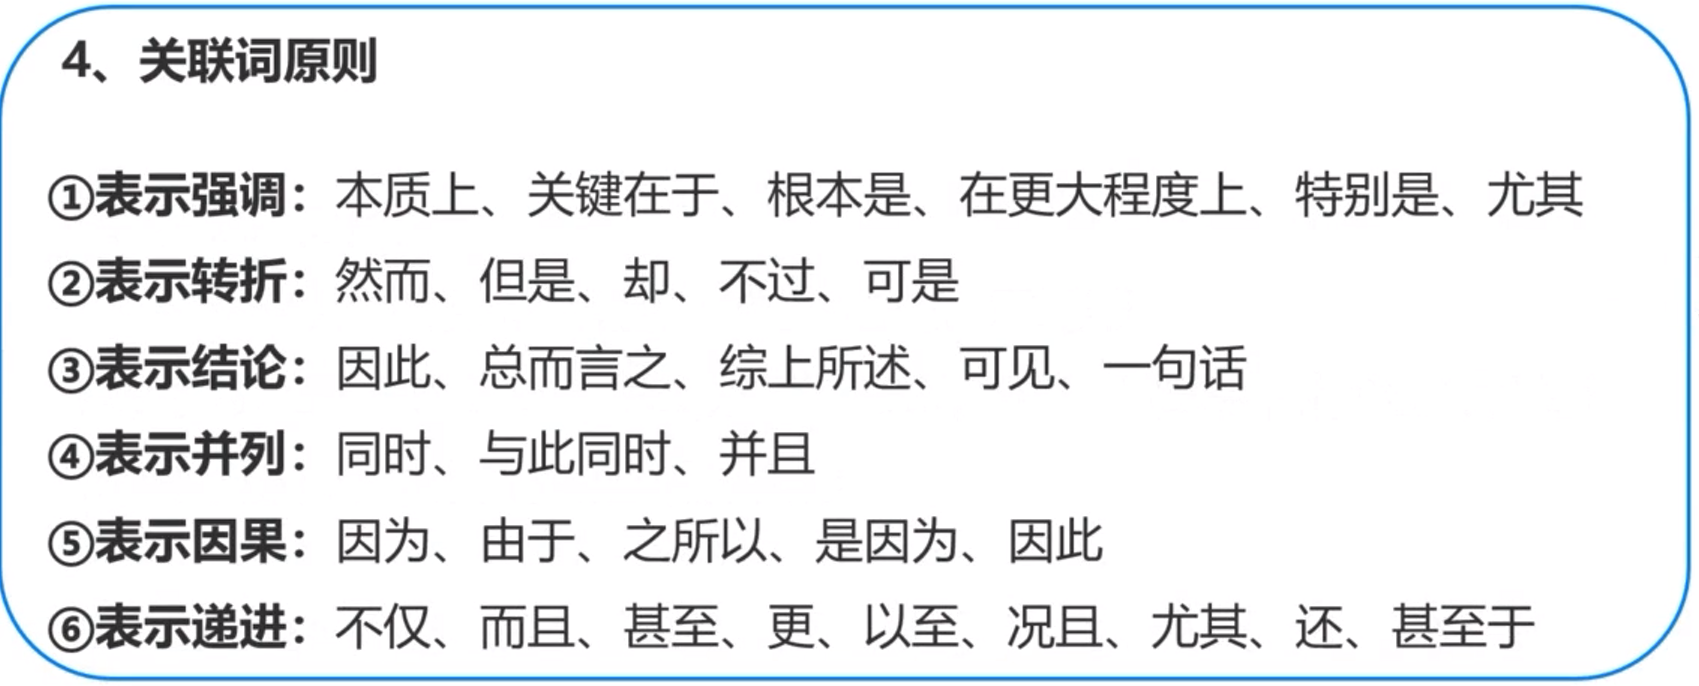 4、关联词原则
①表示强调：本质上、关键在于、根本是、在更大程度上、特别是、尤其
②表示转折：然而、但是、却、不过、可是
③表示结论：因此、总而言之、综上所述、可见、一句话
④表示并列：同时、与此同时、并且
⑤表示因果：因为、由于、之所以、是因为、因此
⑥表示递进：不仅、而且、甚至、更、以至、况且、尤其、还、甚至于